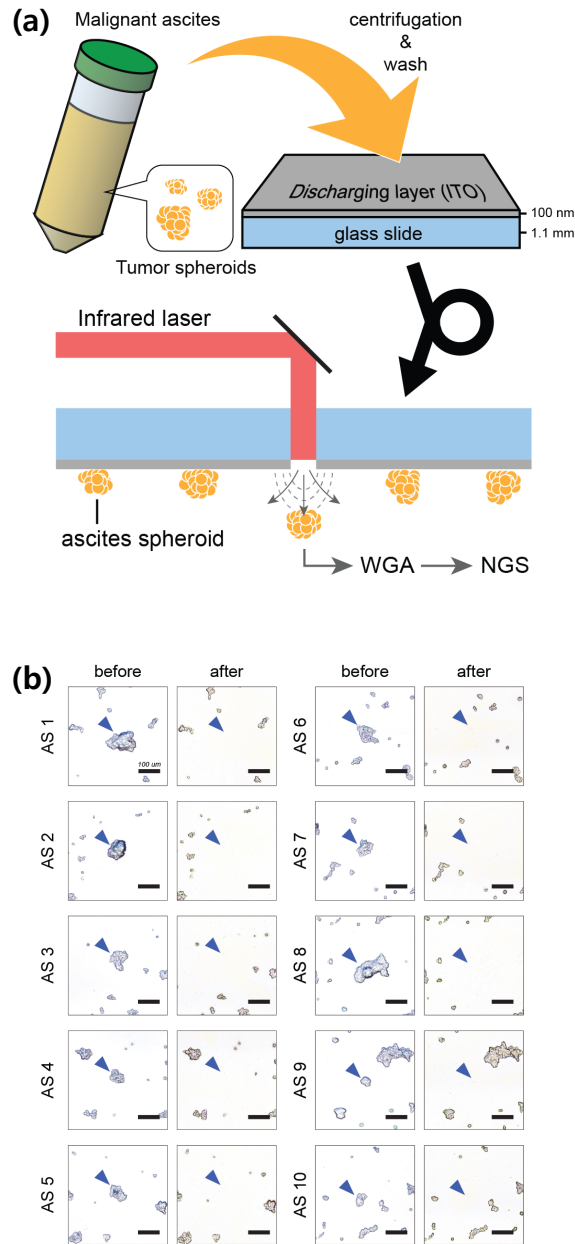 (a)
Malignant ascites
centrifugation
&
wash
Discharging layer (ITO)
100 nm
glass slide
1.1 mm
Tumor spheroids
Infrared laser
ascites spheroid
WGA
NGS
(b)
before
after
before
after
AS 1
100 um
AS 6
AS 2
AS 7
AS 3
AS 8
AS 4
AS 9
AS 5
AS 10